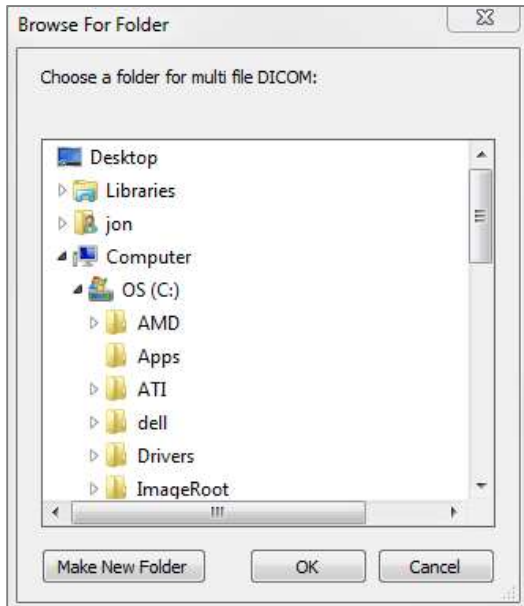 Browse For Folder
Choose a folder for multi file DICOM:
Desktop
Libraries
jon
Computer
OS (C:)
AMD
Apps
ATI
dell
Drivers
ImageRoot
Make New Folder OK Cancel